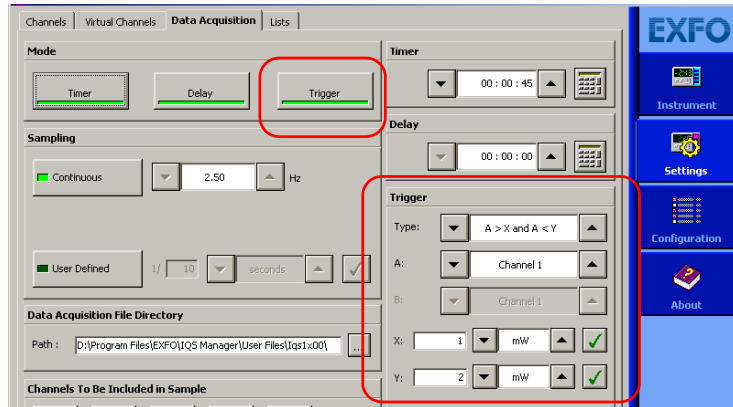 Channels Virtual Channels Data Acquisition Lists
EXFO
Mode
Timer Delay Trigger
Timer
00 : 00 : 45
Instrument
Delay
00 : 00 : 00
Sampling
Continuous 2.50 Hz
Settings
Trigger
Type: A > X and A < Y
Configuration
User Defined 1/ 10 seconds
A: Channel 1
B: Channel 1
About
Data Acquisition File Directory
Path : D:\Program Files\EXFO\IQS Manager\User Files\Iqs1x00\ ...
X: 1 mW
Y: 2 mW
Channels To Be Included in Sample